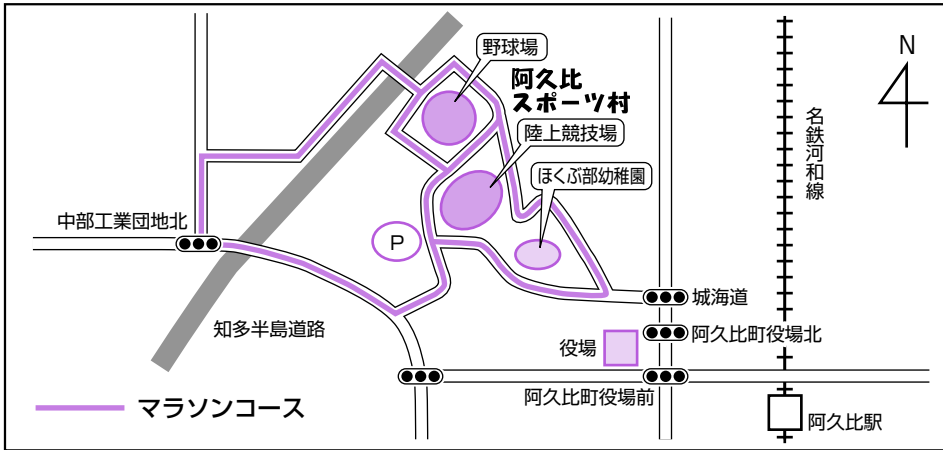 野球場
N
阿久比
スポーツ村
陸上競技場
名鉄河和線
ほくぶ部幼稚園
中部工業団地北
P
城海道
知多半島道路
阿久比町役場北
役場
阿久比町役場前
マラソンコース
阿久比駅